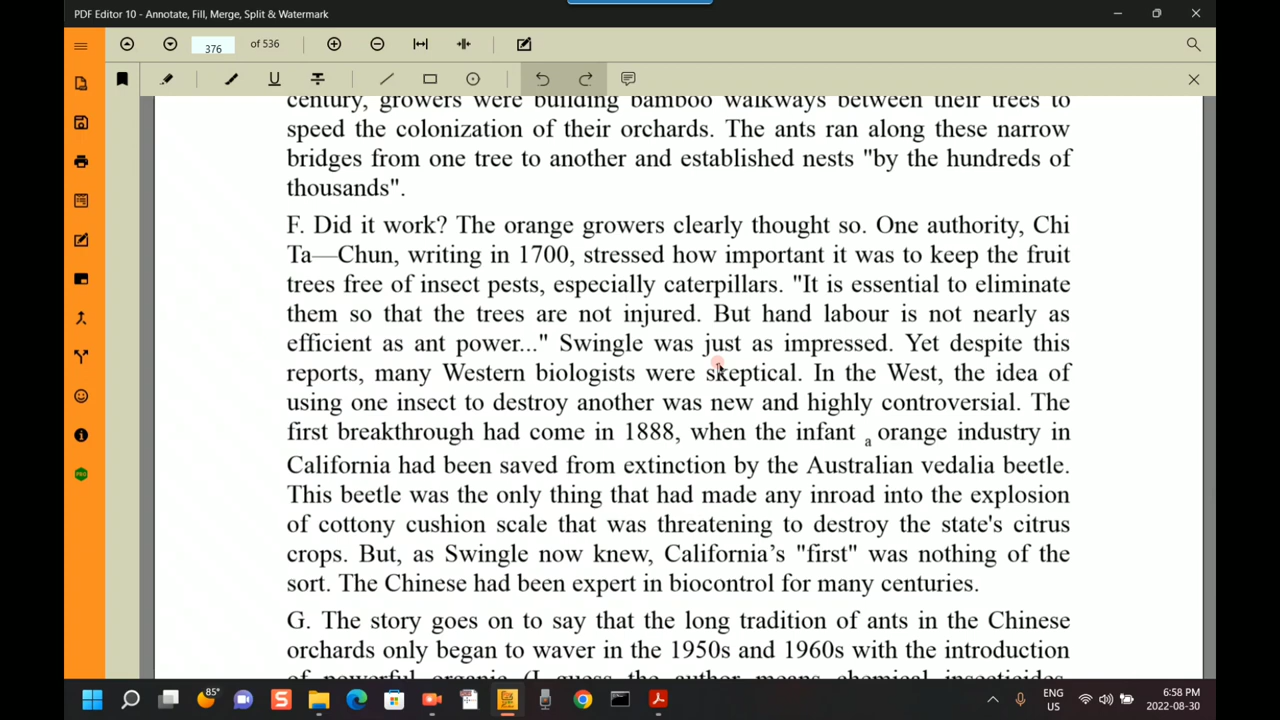 PDF Editor 10 - Annotate, Fill, Merge, Split & Watermark
376 of 536
century, growers were building bamboo walkways between their trees to
speed the colonization of their orchards. The ants ran along these narrow
bridges from one tree to another and established nests "by the hundreds of
thousands".
F. Did it work? The orange growers clearly thought so. One authority, Chi
Ta—Chun, writing in 1700, stressed how important it was to keep the fruit
trees free of insect pests, especially caterpillars. "It is essential to eliminate
them so that the trees are not injured. But hand labour is not nearly as
efficient as ant power..." Swingle was just as impressed. Yet despite this
reports, many Western biologists were skeptical. In the West, the idea of
using one insect to destroy another was new and highly controversial. The
first breakthrough had come in 1888, when the infant a orange industry in
California had been saved from extinction by the Australian vedalia beetle.
This beetle was the only thing that had made any inroad into the explosion
of cottony cushion scale that was threatening to destroy the state's citrus
crops. But, as Swingle now knew, California's "first" was nothing of the
sort. The Chinese had been expert in biocontrol for many centuries.
G. The story goes on to say that the long tradition of ants in the Chinese
orchards only began to waver in the 1950s and 1960s with the introduction
of powerful organic (I guess the author means chemical insecticides.
85°
ENG
US
6:58 PM
2022-08-30